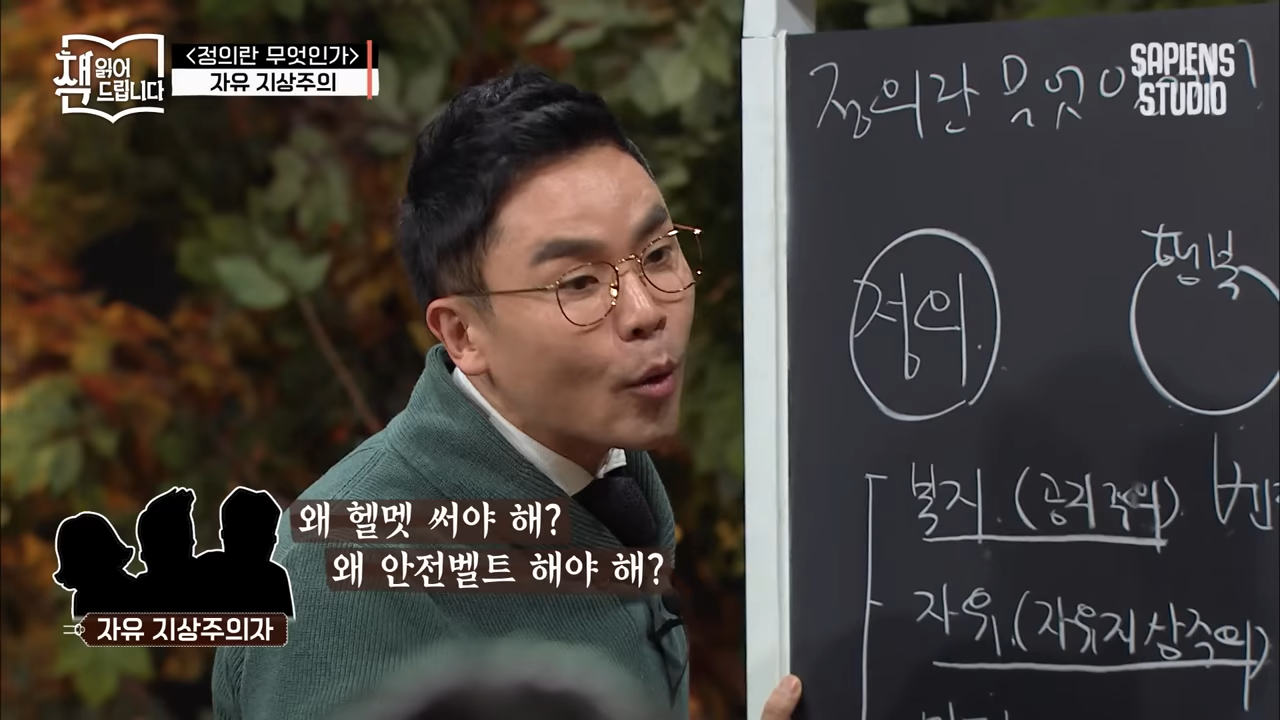 책 읽어
드립니다
<정의란 무엇인가>
자유 지상주의
SAPIENS
STUDIO
정의란 무엇
정의
행복
복지 (공리주의)
자유 (자유지상주의)
왜 헬멧 써야 해?
왜 안전벨트 해야 해?
자유 지상주의자